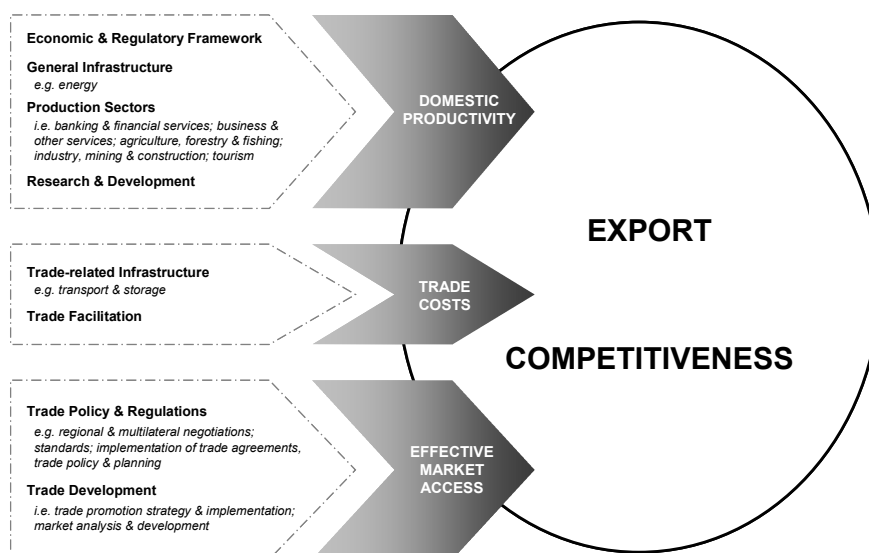 Economic & Regulatory Framework
General Infrastructure
e.g. energy
Production Sectors
i.e. banking & financial services; business &
other services; agriculture, forestry & fishing;
industry, mining & construction; tourism
Research & Development
DOMESTIC
PRODUCTIVITY
Trade-related Infrastructure
e.g. transport & storage
Trade Facilitation
TRADE
COSTS
Trade Policy & Regulations
e.g. regional & multilateral negotiations;
standards; implementation of trade agreements,
trade policy & planning
Trade Development
i.e. trade promotion strategy & implementation;
market analysis & development
EFFECTIVE
MARKET
ACCESS
EXPORT
COMPETITIVENESS